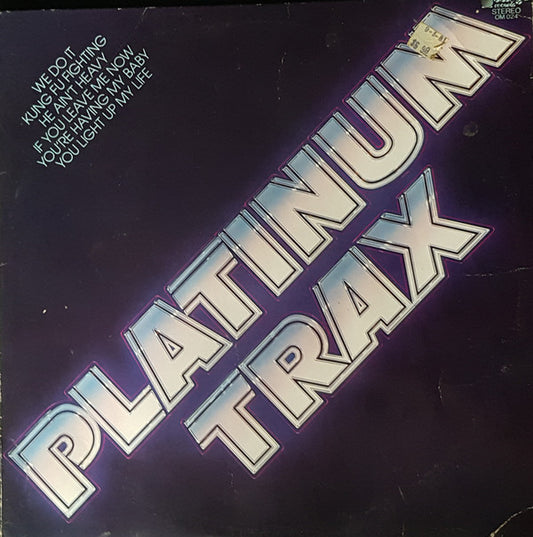 WE DO IT
KUNG FU FIGHTING
HE AIN'T HEAVY
IF YOU LEAVE ME NOW
YOU'RE HAVING MY BABY
YOU LIGHT UP MY LIFE
STEREO
OM 024
PLATINUM
TRAX